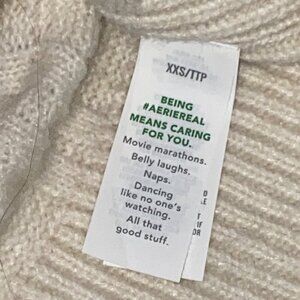 XXS/TTP
BEING
#AERIEREAL
MEANS CARING
FOR YOU.
Movie marathons.
Belly laughs.
Naps.
Dancing
like no one's
watching.
All that
good stuff.